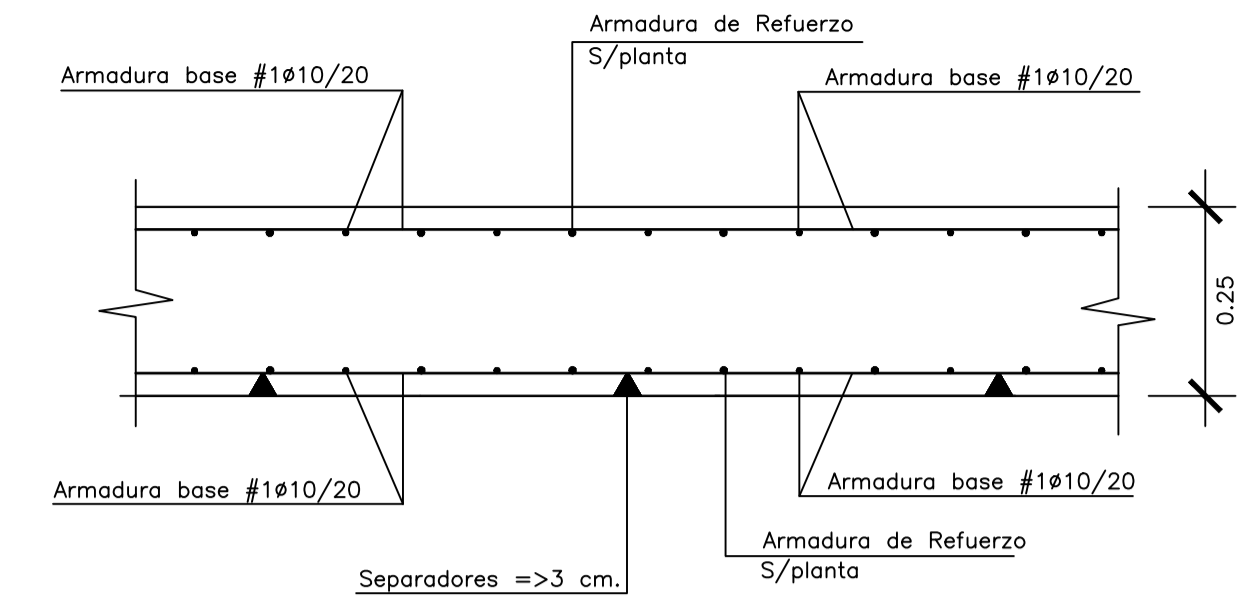 Armadura de Refuerzo
S/planta
Armadura base #1ø10/20
Armadura base #1ø10/20
0.25
Armadura base #1ø10/20
Armadura base #1ø10/20
Armadura de Refuerzo
S/planta
Separadores =>3 cm.